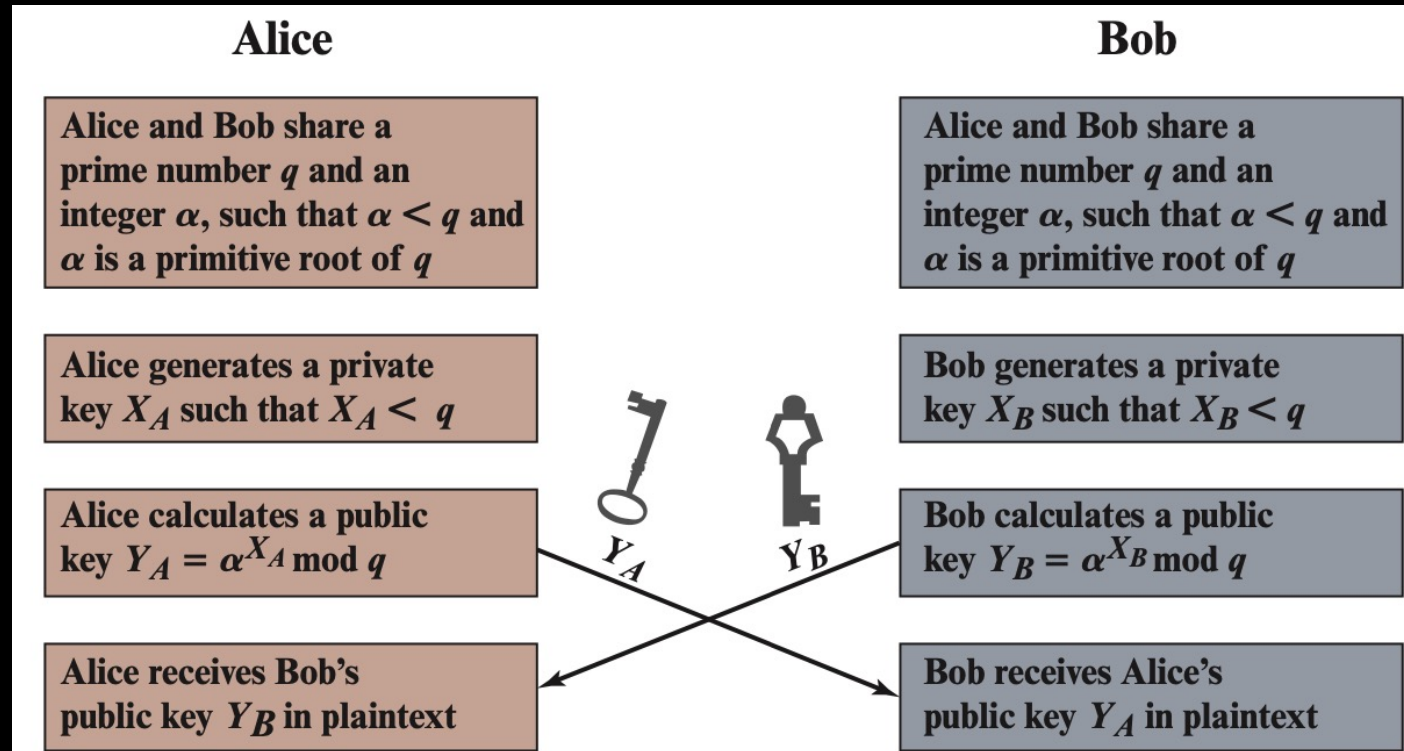 Alice
Bob
Alice and Bob share a
prime number q and an
integer α, such that α < q and
α is a primitive root of q
Alice and Bob share a
prime number q and an
integer α, such that α < q and
α is a primitive root of q
Alice generates a private
key X_A such that X_A < q
Bob generates a private
key X_B such that X_B < q
Alice calculates a public
key Y_A = α^{X_A} mod q
Y_A
Y_B
Bob calculates a public
key Y_B = α^{X_B} mod q
Alice receives Bob’s
public key Y_B in plaintext
Bob receives Alice’s
public key Y_A in plaintext